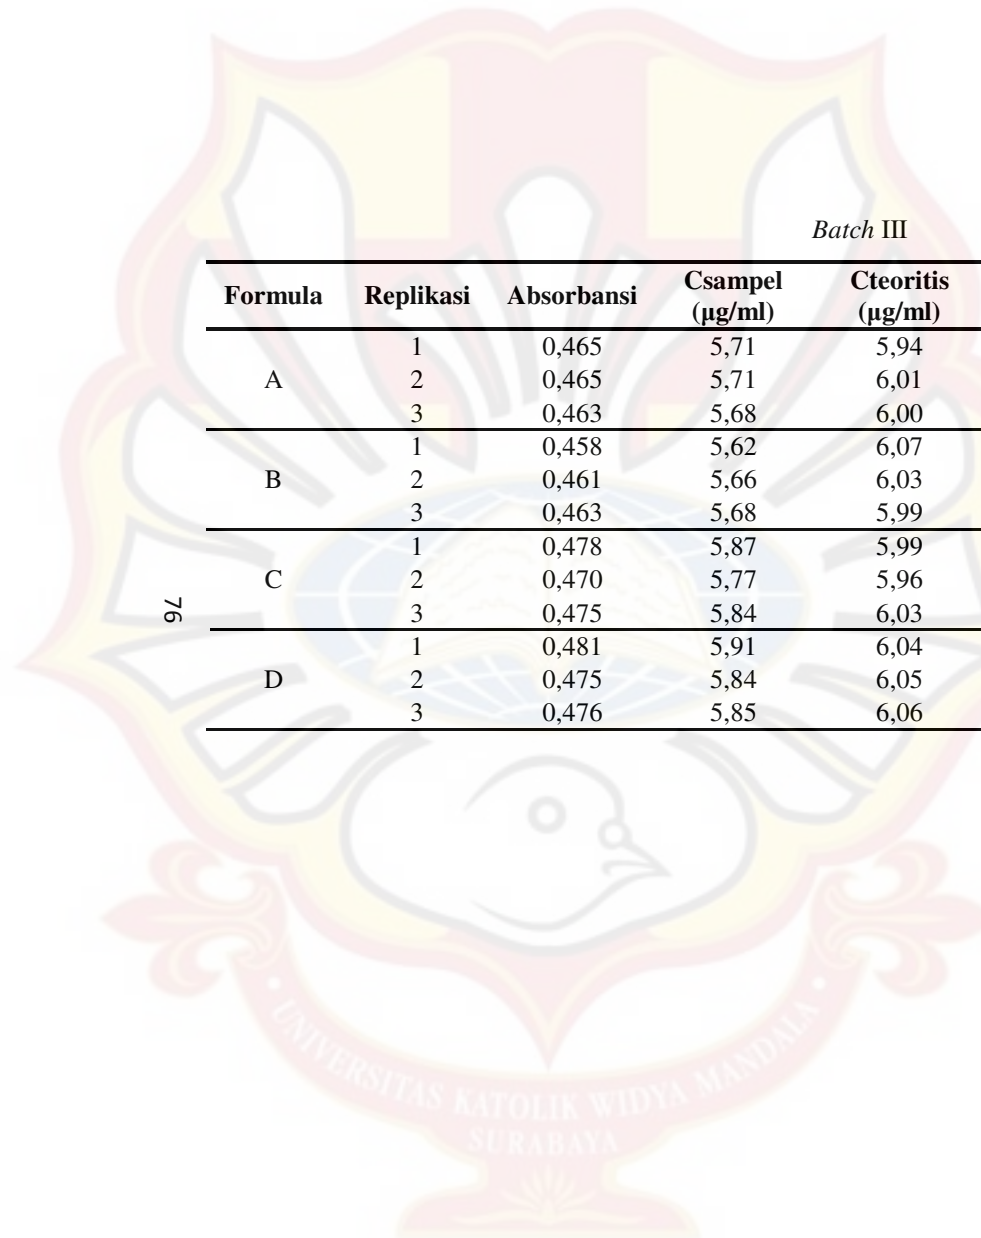 Batch III
Formula Replikasi Absorbansi Csampel (µg/ml) Cteoritis (µg/ml)
A
1 0,465 5,71 5,94
2 0,465 5,71 6,01
3 0,463 5,68 6,00
B
1 0,458 5,62 6,07
2 0,461 5,66 6,03
3 0,463 5,68 5,99
C
1 0,478 5,87 5,99
2 0,470 5,77 5,96
3 0,475 5,84 6,03
D
1 0,481 5,91 6,04
2 0,475 5,84 6,05
3 0,476 5,85 6,06
76
UNIVERSITAS KATOLIK WIDYA MANDALA
SURABAYA